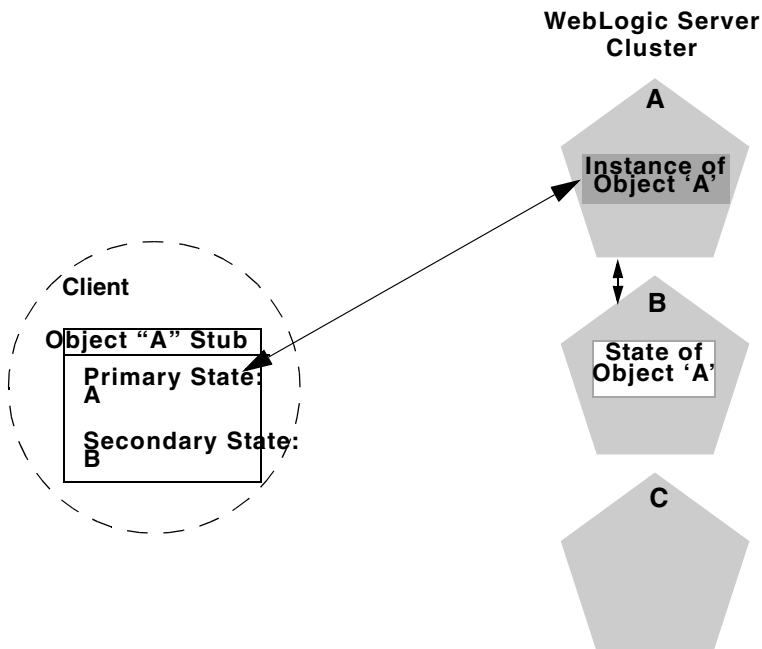 WebLogic Server
Cluster
A
Instance of
Object ‘A’
Client
Object “A” Stub
Primary State:
A
Secondary State:
B
B
State of
Object ‘A’
C